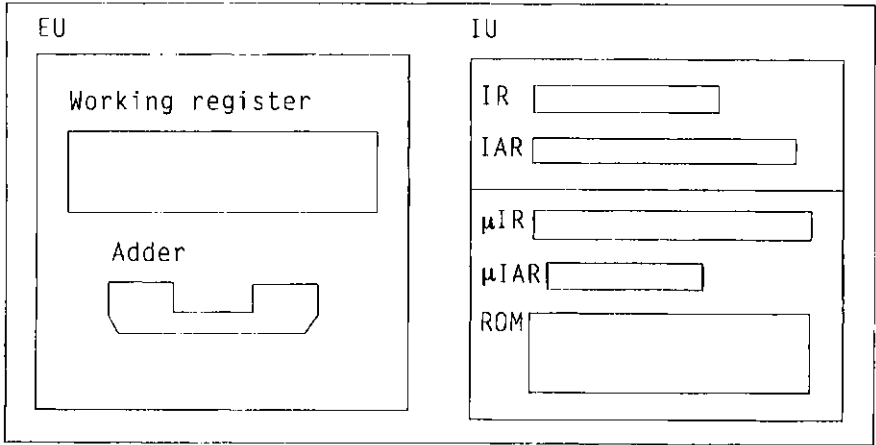 EU
Working register
Adder
IU
IR
IAR
μIR
μIAR
ROM